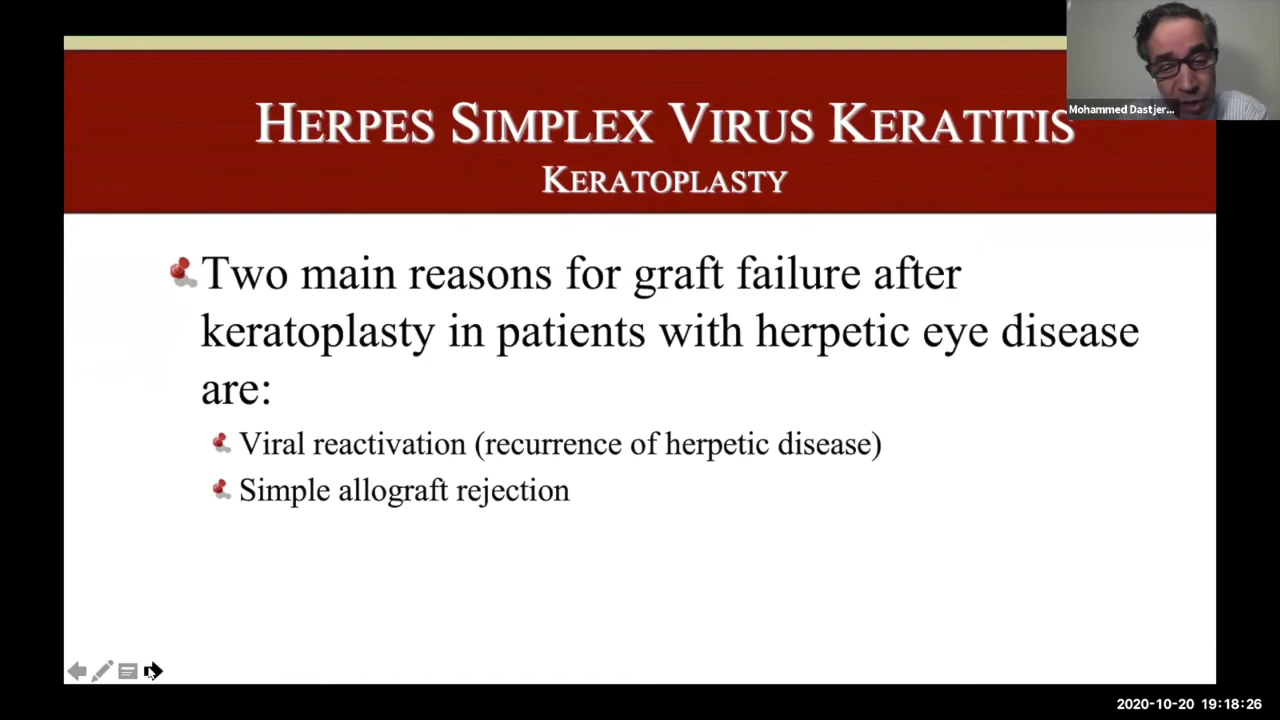 HERPES SIMPLEX VIRUS KERATITIS
KERATOPLASTY
Mohammed Dastjer...
Two main reasons for graft failure after
keratoplasty in patients with herpetic eye disease
are:
Viral reactivation (recurrence of herpetic disease)
Simple allograft rejection
2020-10-20 19:18:26